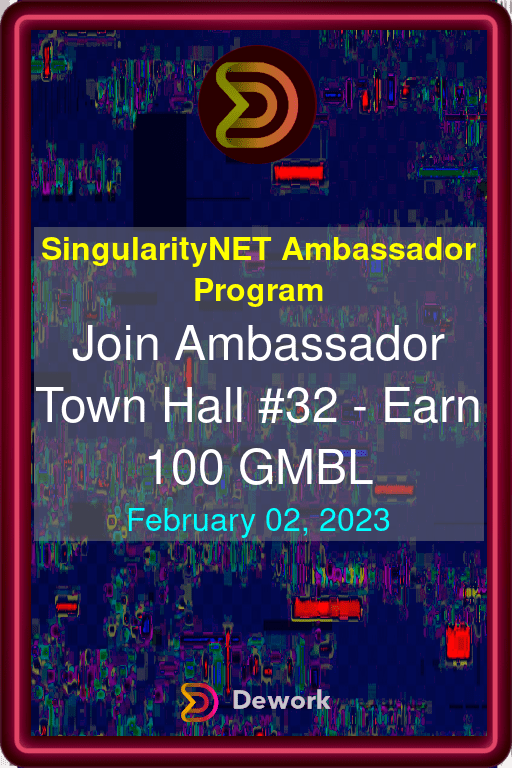 SingularityNET Ambassador
Program
Join Ambassador
Town Hall #32 - Earn
100 GMBL
February 02, 2023
Dework